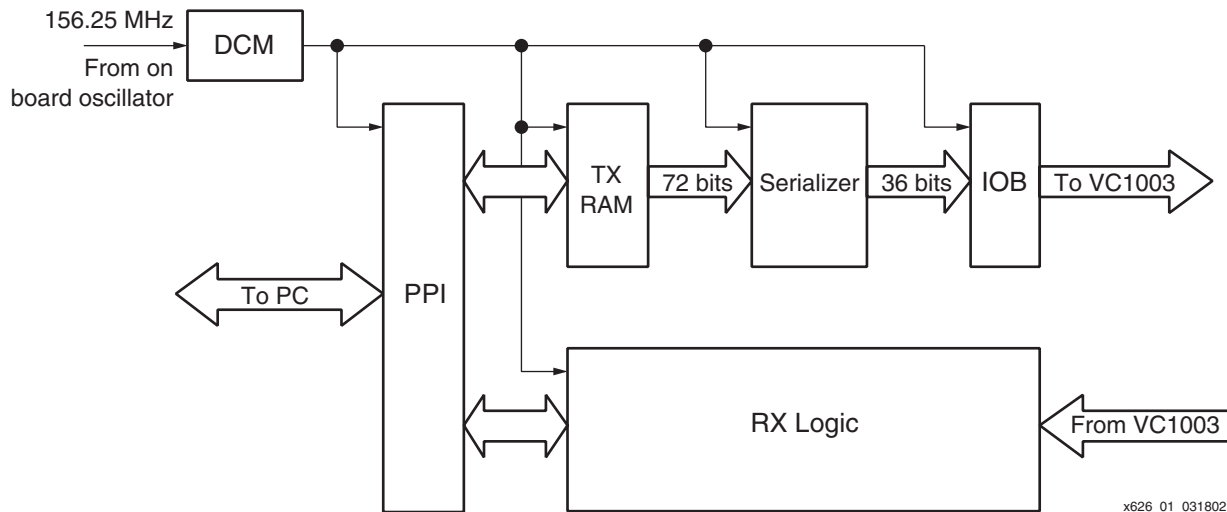 156.25 MHz
From on
board oscillator
DCM
PPI
To PC
TX
RAM
72 bits
Serializer
36 bits
IOB
To VC1003
RX Logic
From VC1003
x626_01_031802